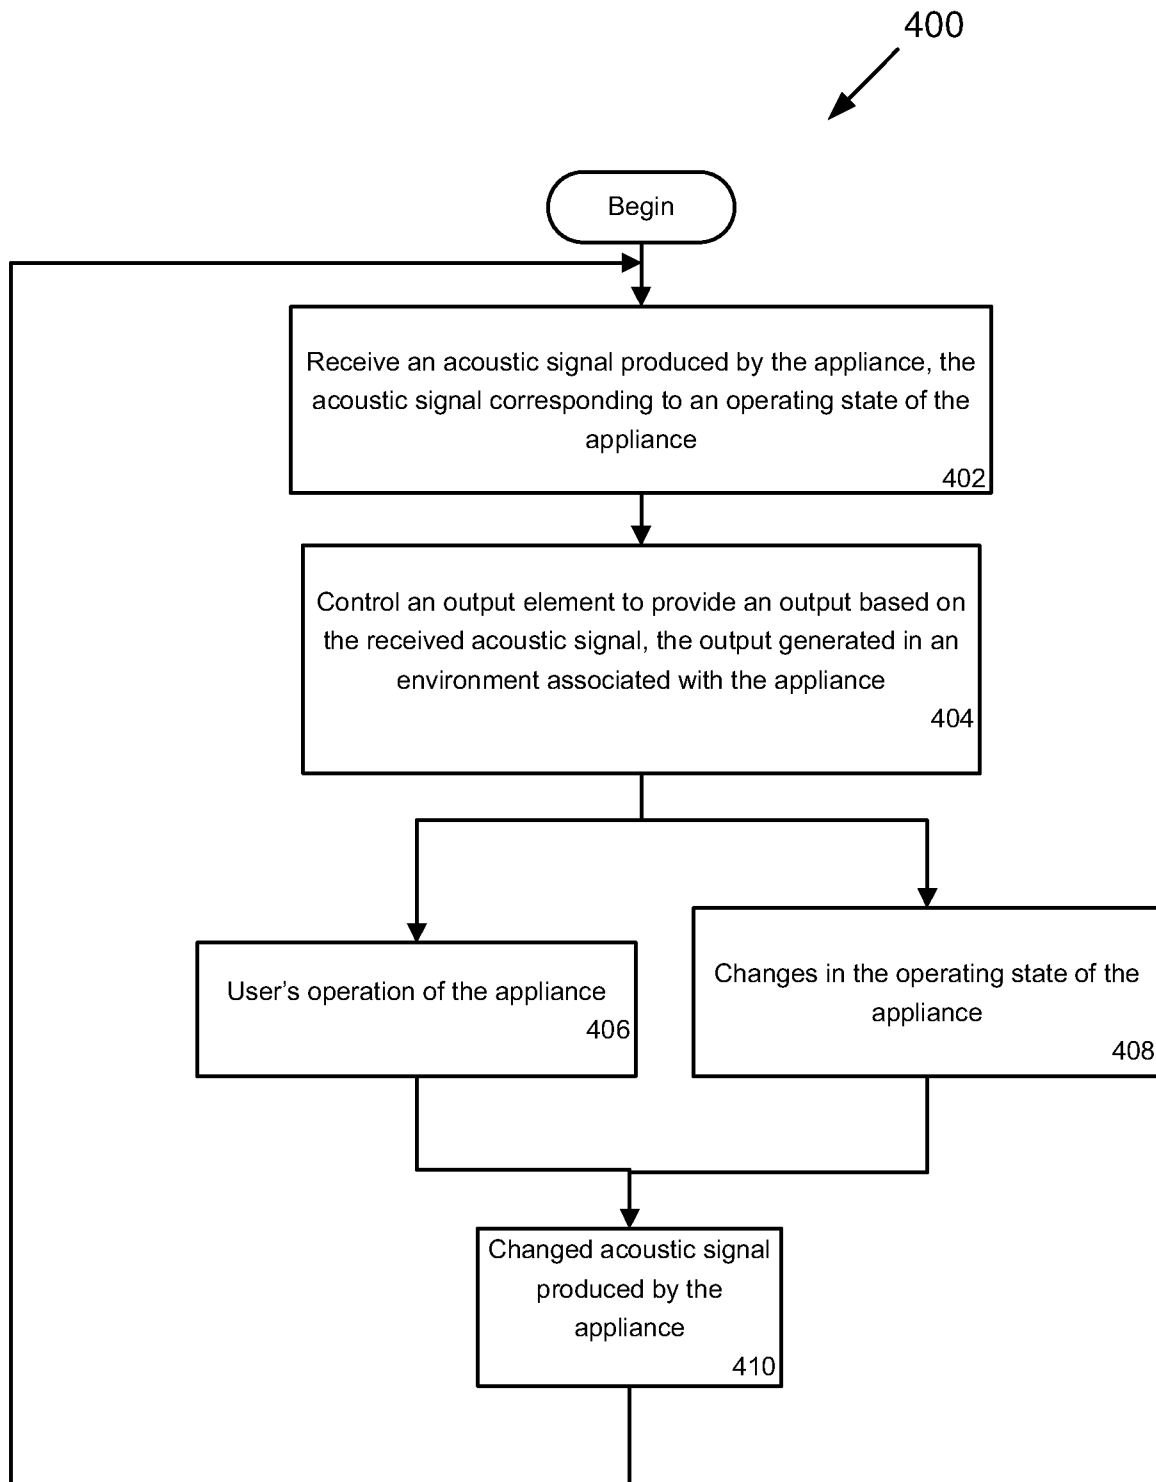 400
Begin
Receive an acoustic signal produced by the appliance, the
acoustic signal corresponding to an operating state of the
appliance
402
Control an output element to provide an output based on
the received acoustic signal, the output generated in an
environment associated with the appliance
404
User's operation of the appliance
406
Changes in the operating state of the
appliance
408
Changed acoustic signal
produced by the
appliance
410